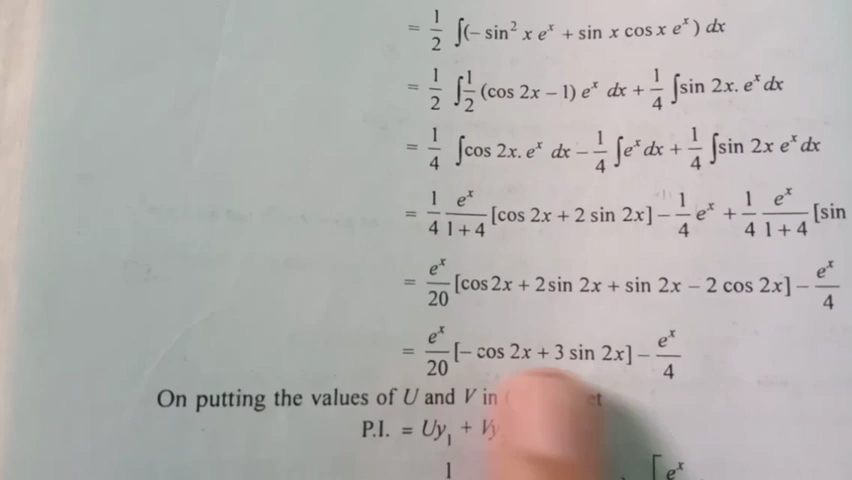 = 1/2 ∫(– sin² x eˣ + sin x cos x eˣ) dx
= 1/2 ∫1/2 (cos 2x – 1) eˣ dx + 1/4 ∫sin 2x. eˣ dx
= 1/4 ∫cos 2x. eˣ dx – 1/4 ∫eˣ dx + 1/4 ∫sin 2x eˣ dx
= 1/4 eˣ/1+4 [cos 2x + 2 sin 2x] – 1/4 eˣ + 1/4 eˣ/1+4 [sin
= eˣ/20 [cos 2x + 2 sin 2x + sin 2x – 2 cos 2x] – eˣ/4
= eˣ/20 [– cos 2x + 3 sin 2x] – eˣ/4
On putting the values of U and V in
P.I. = Uy₁ + Vy
1 [eˣ